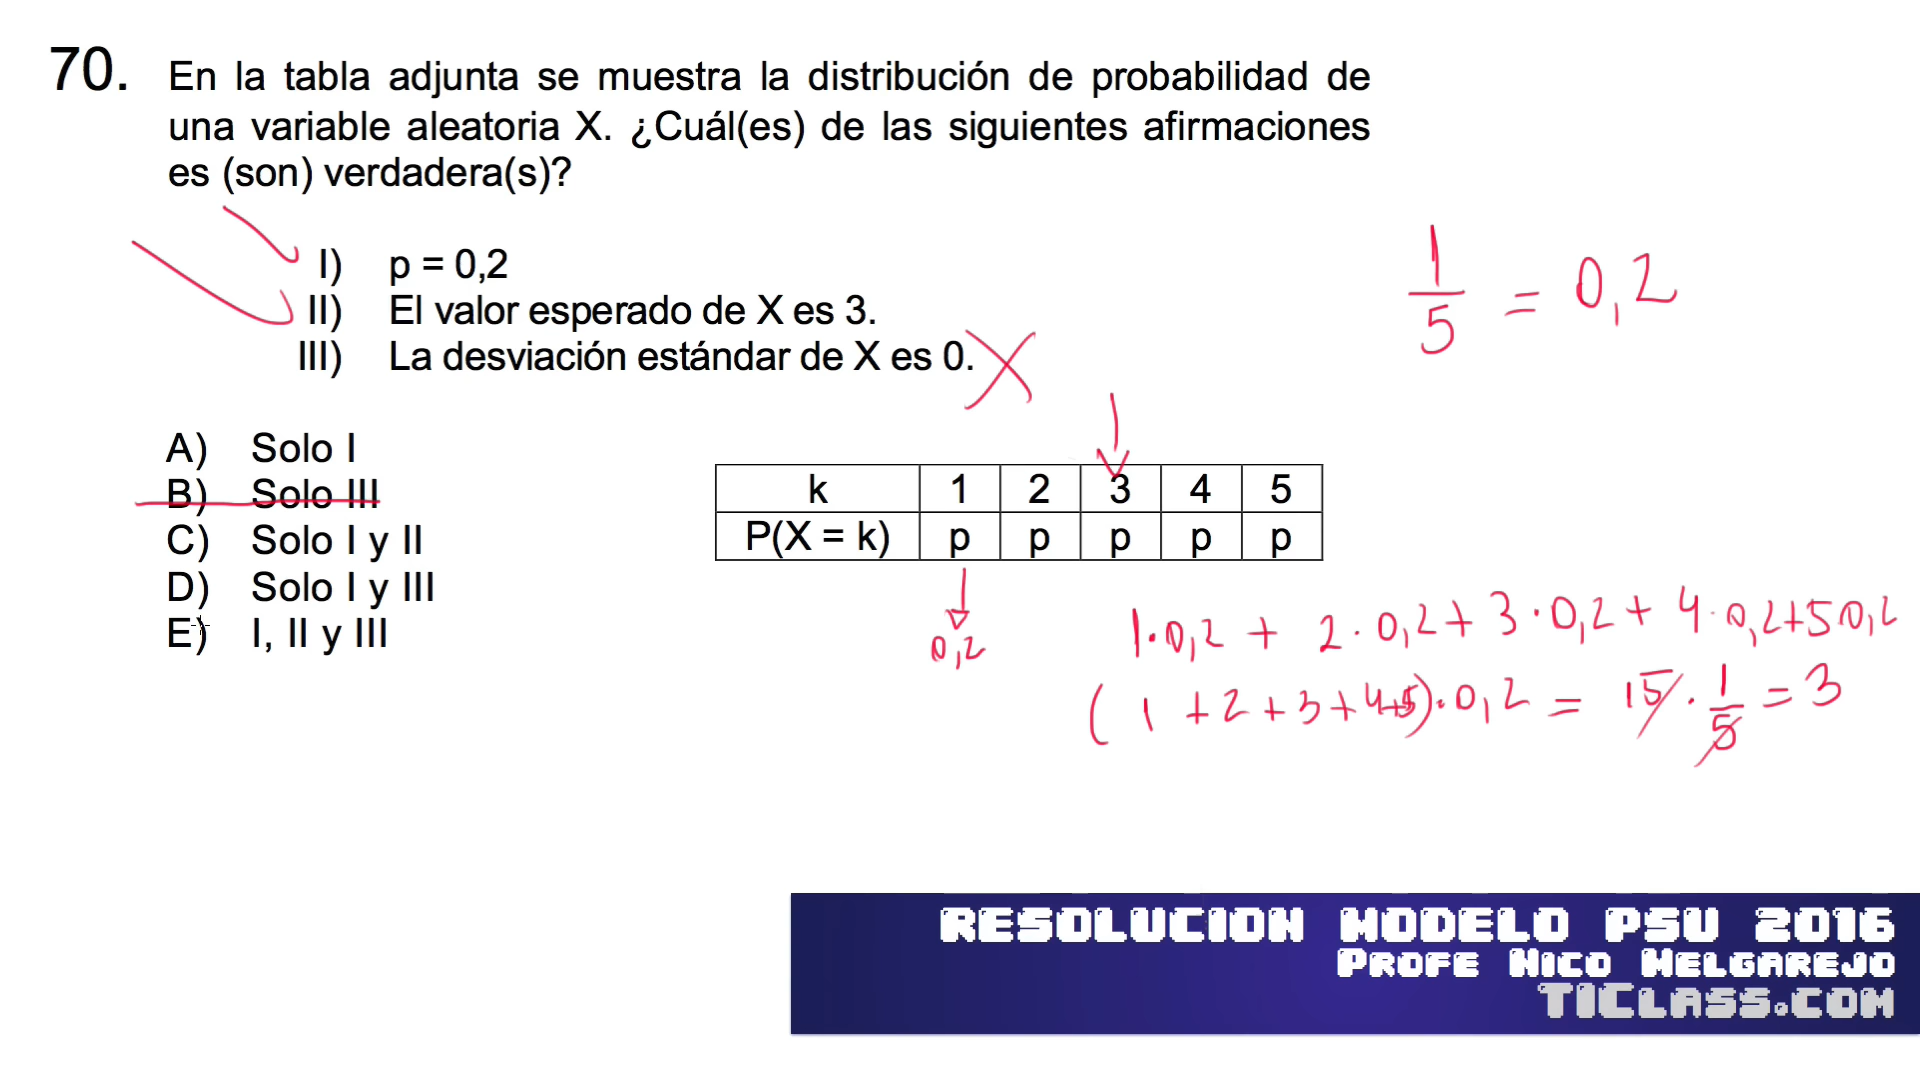 70. En la tabla adjunta se muestra la distribución de probabilidad de
una variable aleatoria X. ¿Cuál(es) de las siguientes afirmaciones
es (son) verdadera(s)?
I) p = 0,2
II) El valor esperado de X es 3.
III) La desviación estándar de X es 0.
1/5 = 0,2
A) Solo I
B) Solo III
C) Solo I y II
D) Solo I y III
E) I, II y III
k 1 2 3 4 5
P(X = k) p p p p p
0,2
1·0,2 + 2·0,2 + 3·0,2 + 4·0,2+5 0,2
(1 +2+3+4+5)·0,2 = 15·1/5 = 3
RESOLUCION MODELO PSU 2016
PROFE NICO MELGAREJO
TICLASS.COM